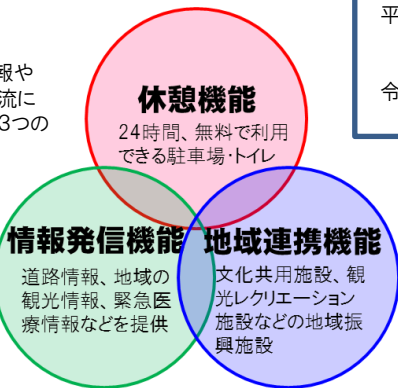 平
報や
流に
令
3つの
休憩機能
24時間、無料で利用
できる駐車場・トイレ
情報発信機能
道路情報、地域の
観光情報、緊急医
療情報などを提供
地域連携機能
文化共用施設、観
光レクリエーション
施設などの地域振
興施設